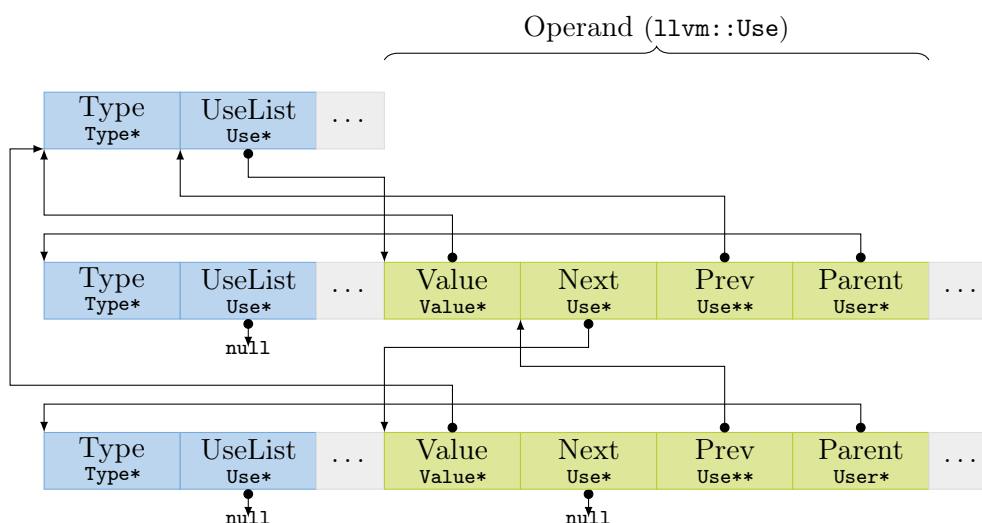 Operand (llvm::Use)
Type UseList ...
Type* Use*
Type UseList ... Value Next Prev Parent ...
Type* Use* Value* Use* Use** User*
null
Type UseList ... Value Next Prev Parent ...
Type* Use* Value* Use* Use** User*
null null